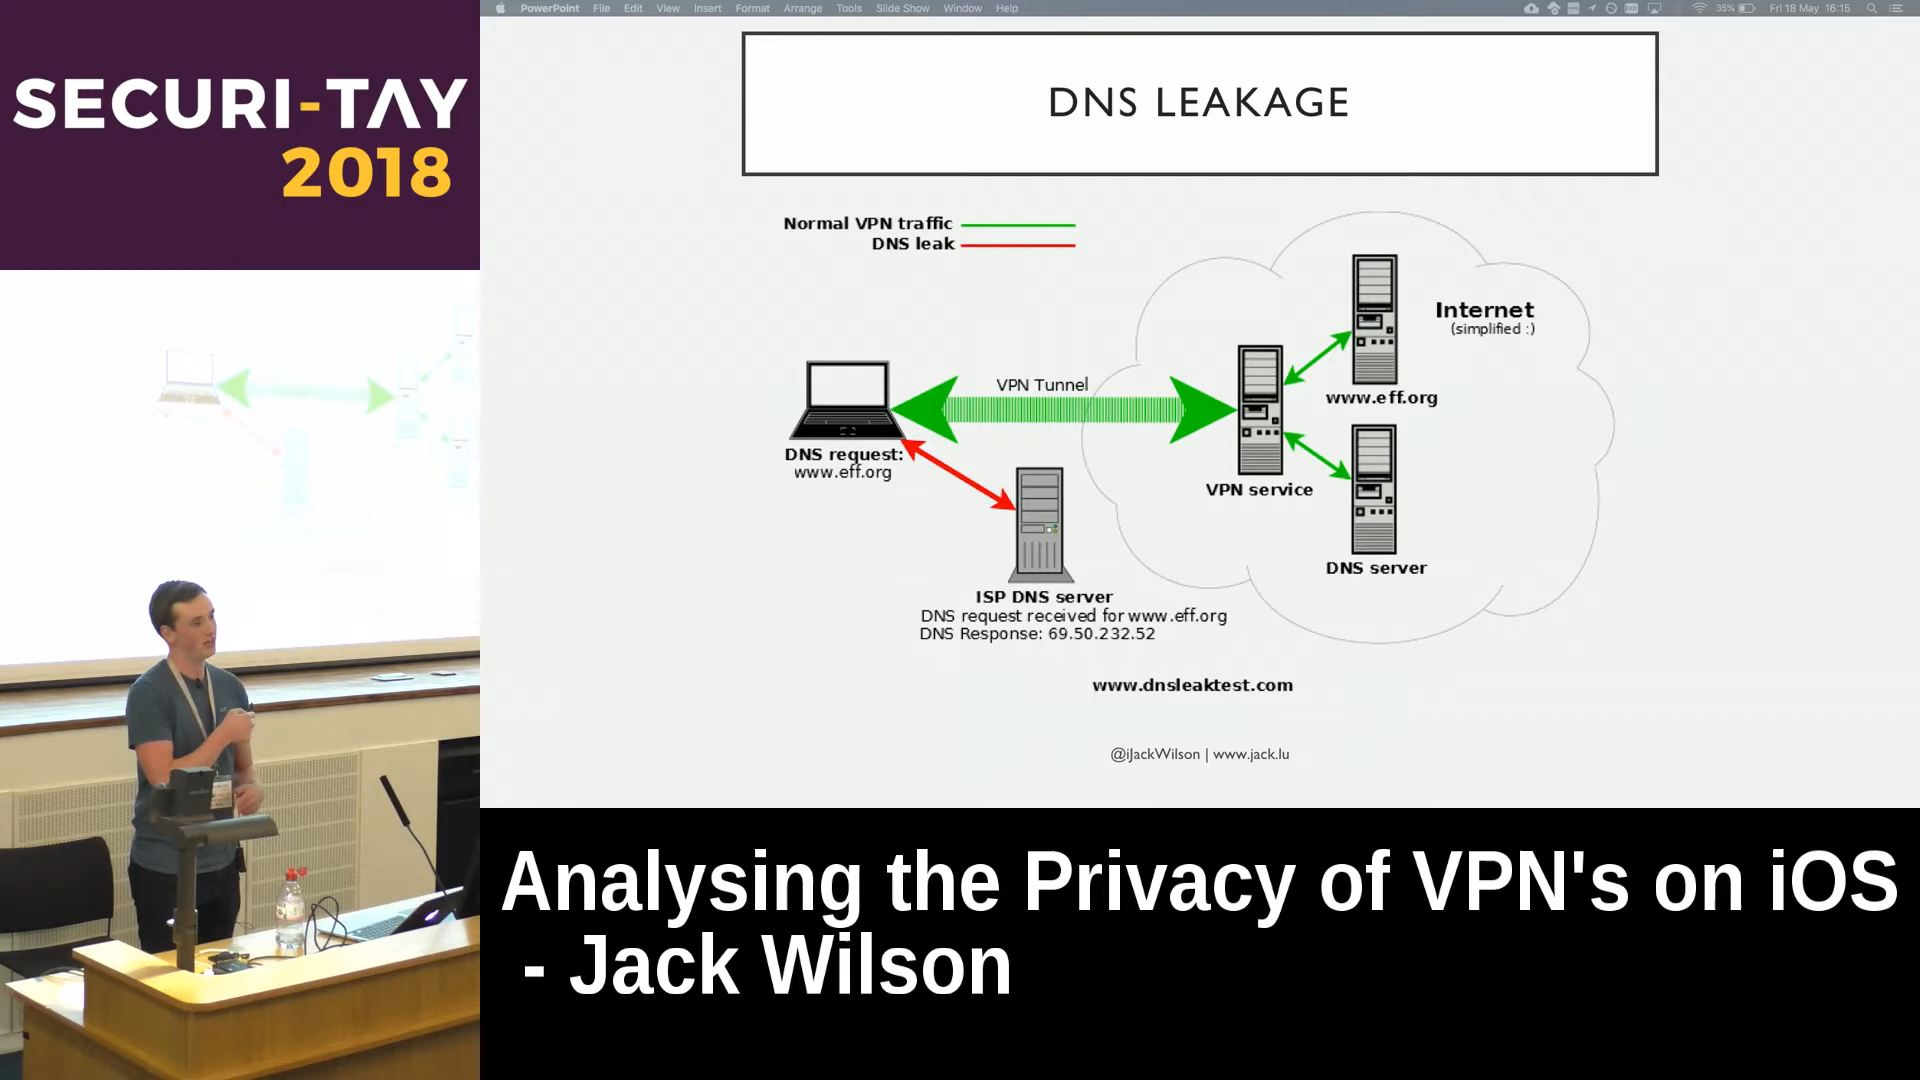 PowerPoint File Edit View Insert Format Arrange Tools Slide Show Window Help 35% Fri 18 May 16:15
SECURI-TAY
2018
DNS LEAKAGE
Normal VPN traffic
DNS leak
Internet
(simplified :)
VPN Tunnel
www.eff.org
DNS request:
www.eff.org
VPN service
DNS server
ISP DNS server
DNS request received for www.eff.org
DNS Response: 69.50.232.52
www.dnsleaktest.com
@iJackWilson | www.jack.lu
Analysing the Privacy of VPN's on iOS
- Jack Wilson